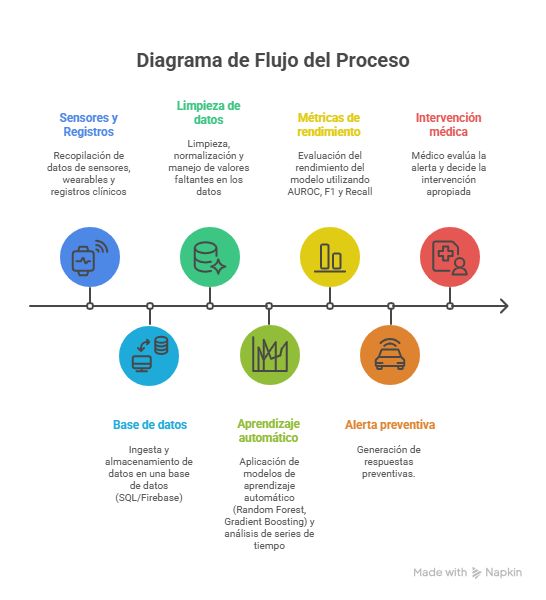 Diagrama de Flujo del Proceso
Sensores y
Registros
Recopilación de
datos de sensores,
wearables y
registros clínicos
Limpieza de
datos
Limpieza,
normalización y
manejo de valores
faltantes en los
datos
Métricas de
rendimiento
Evaluación del
rendimiento del
modelo utilizando
AUROC, F1 y Recall
Intervención
médica
Médico evalúa la
alerta y decide la
intervención
apropiada
Base de datos
Ingesta y
almacenamiento de
datos en una base
de datos
(SQL/Firebase)
Aprendizaje
automático
Aplicación de
modelos de
aprendizaje
automático
(Random Forest,
Gradient Boosting) y
análisis de series de
tiempo
Alerta preventiva
Generación de
respuestas
preventivas.
Made with Napkin